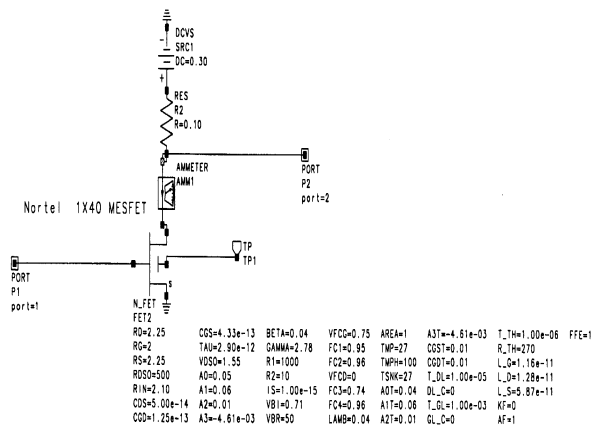 DCVS
SRC1
DC=0.30
RES
R2
R=0.10
AMMETER
AMM1
PORT
P2
port=2
Nortel 1X40 MESFET
TP
TP1
PORT
P1
port=1
S
N_FET
FET2
RD=2.25 CGS=4.33e-13 BETA=0.04 VFCG=0.75 AREA=1 A3T=-4.61e-03 T_TH=1.00e-06 FFE=1
RG=2 TAU=2.90e-12 GAMMA=2.78 FC1=0.95 TMP=27 CGST=0.01 R_TH=270
RS=2.25 VDSO=1.55 R1=1000 FC2=0.96 TMPH=100 CGDT=0.01 L_G=1.16e-11
RDSO=500 A0=0.05 R2=10 VFCD=0 TSNK=27 T_DL=1.00e-05 L_D=1.28e-11
RIN=2.10 A1=0.06 IS=1.00e-15 FC3=0.74 A0T=0.04 DL_C=0 L_S=5.87e-11
CDS=5.00e-14 A2=0.01 VBI=0.71 FC4=0.96 A1T=0.06 T_GL=1.00e-03 KF=0
CGD=1.25e-13 A3=-4.61e-03 VBR=50 LAMB=0.04 A2T=0.01 GL_C=0 AF=1